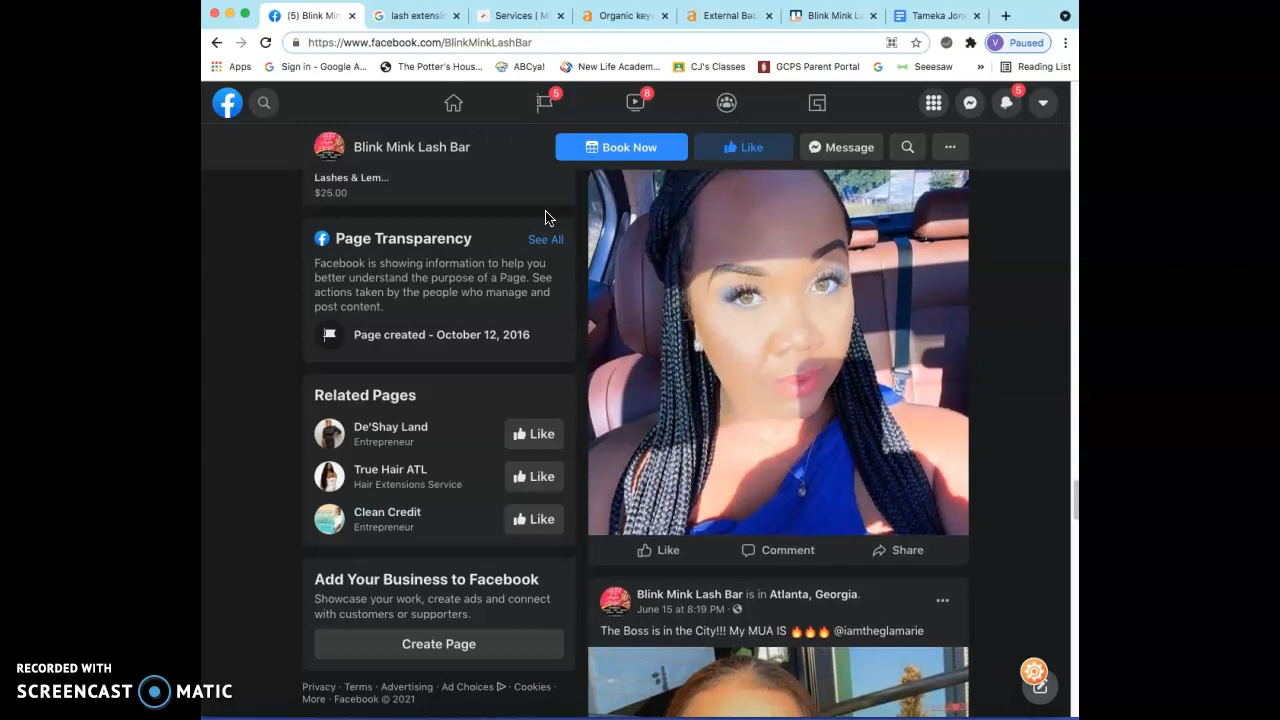 (5) Blink Min
lash extensi
Services | M
Organic key
External Bac
Blink Mink L
Tameka Jon
https://www.facebook.com/BlinkMinkLashBar
V Paused
Apps
Sign in - Google A...
The Potter's Hous...
ABCya!
New Life Academ...
CJ's Classes
GCPS Parent Portal
Seeesaw
»
Reading List
5
8
5
Blink Mink Lash Bar
Book Now
Like
Message
Lashes & Lem...
$25.00
Page Transparency
See All
Facebook is showing information to help you
better understand the purpose of a Page. See
actions taken by the people who manage and
post content.
Page created - October 12, 2016
Related Pages
De'Shay Land
Entrepreneur
Like
True Hair ATL
Hair Extensions Service
Like
Clean Credit
Entrepreneur
Like
Add Your Business to Facebook
Showcase your work, create ads and connect
with customers or supporters.
Create Page
Privacy · Terms · Advertising · Ad Choices · Cookies ·
More · Facebook © 2021
Like
Comment
Share
Blink Mink Lash Bar is in Atlanta, Georgia.
June 15 at 8:19 PM ·
The Boss is in the City!!! My MUA IS 🔥🔥🔥 @iamtheglamarie
RECORDED WITH
SCREENCAST MATIC